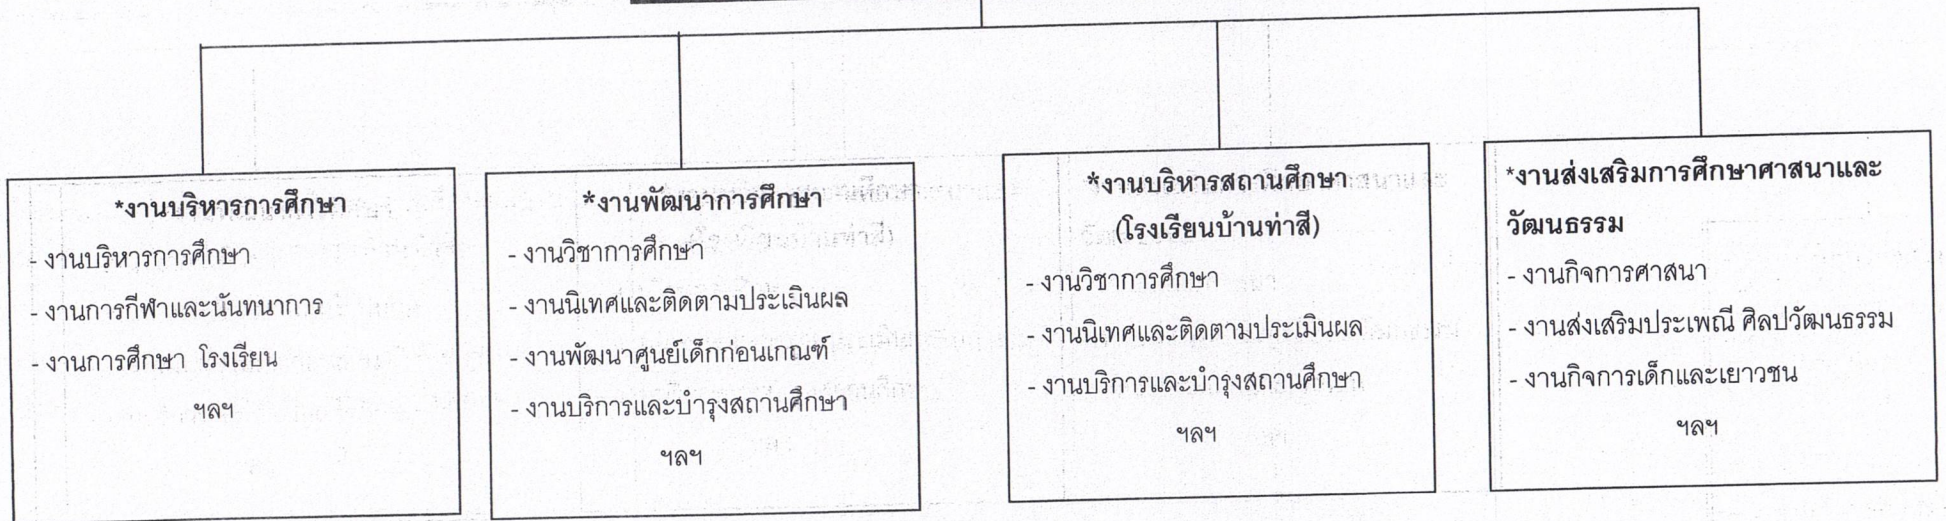 *งานบริหารการศึกษา
- งานบริหารการศึกษา
- งานการกีฬาและนันทนาการ
- งานการศึกษา โรงเรียน
ฯลฯ
*งานพัฒนาการศึกษา
- งานวิชาการศึกษา
- งานนิเทศและติดตามประเมินผล
- งานพัฒนาศูนย์เด็กก่อนเกณฑ์
- งานบริการและบำรุงสถานศึกษา
ฯลฯ
*งานบริหารสถานศึกษา
(โรงเรียนบ้านท่าสี)
- งานวิชาการศึกษา
- งานนิเทศและติดตามประเมินผล
- งานบริการและบำรุงสถานศึกษา
ฯลฯ
*งานส่งเสริมการศึกษาศาสนาและ
วัฒนธรรม
- งานกิจการศาสนา
- งานส่งเสริมประเพณี ศิลปวัฒนธรรม
- งานกิจการเด็กและเยาวชน
ฯลฯ